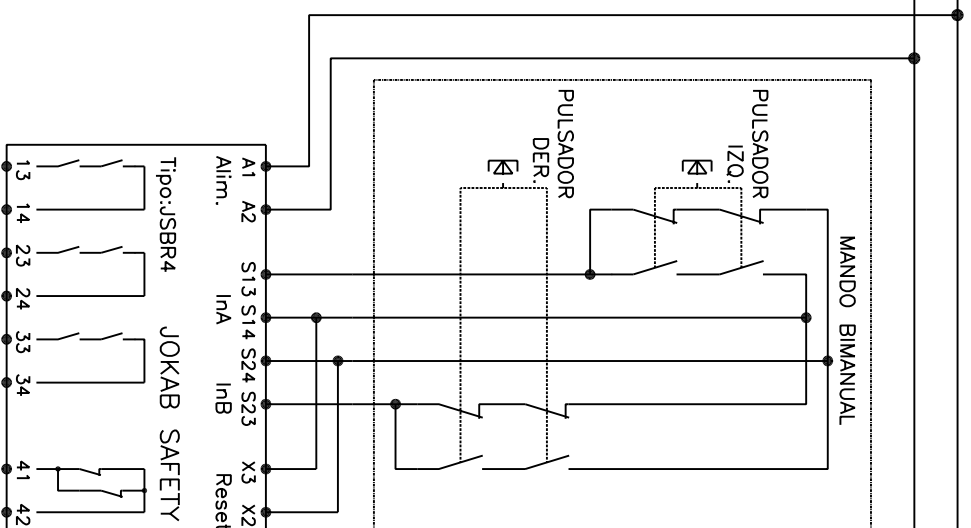 MANDO BIMANUAL
PULSADOR
IZQ.
PULSADOR
DER.
A1
A2
S13
S14
S24
S23
X3
X2
Alim.
InA
InB
Reset
Tipo:JSBR4
JOKAB SAFETY
13
14
23
24
33
34
41
42